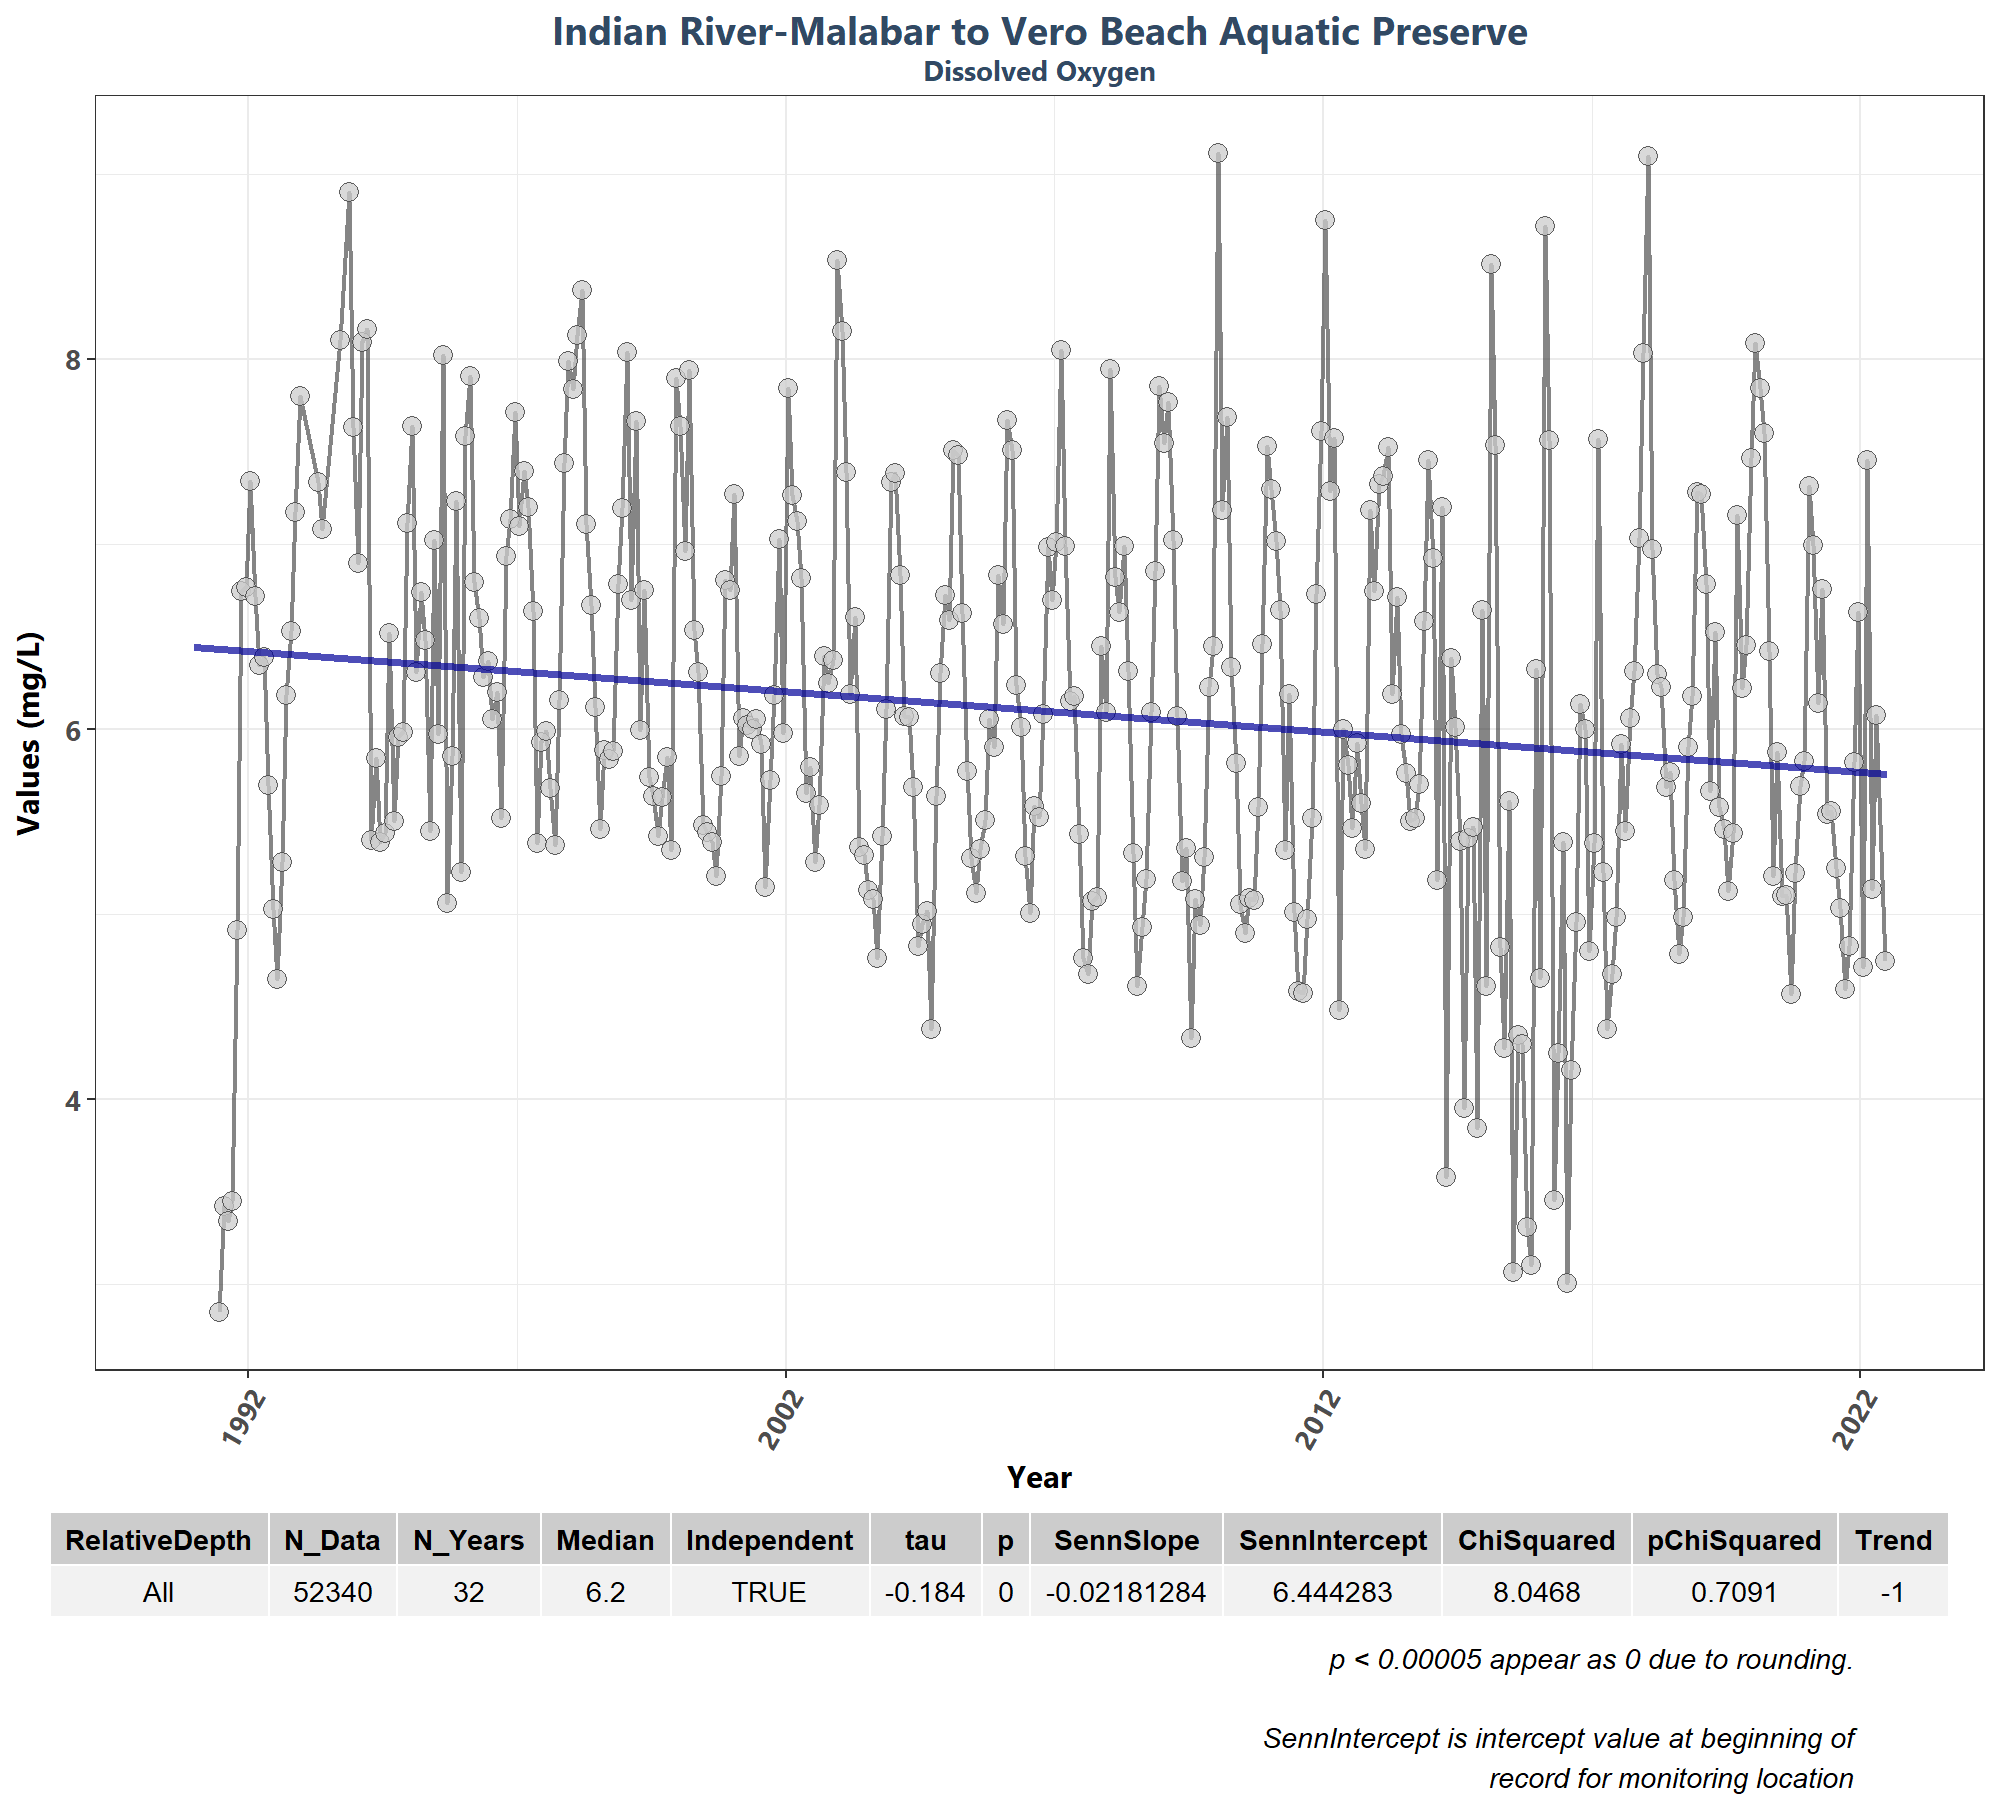 Indian River-Malabar to Vero Beach Aquatic Preserve
Dissolved Oxygen
Values (mg/L)
8
6
4
1992 2002 2012 2022
Year
RelativeDepth N_Data N_Years Median Independent tau p SennSlope SennIntercept ChiSquared pChiSquared Trend
All 52340 32 6.2 TRUE -0.184 0 -0.02181284 6.444283 8.0468 0.7091 -1
p < 0.00005 appear as 0 due to rounding.
SennIntercept is intercept value at beginning of
record for monitoring location